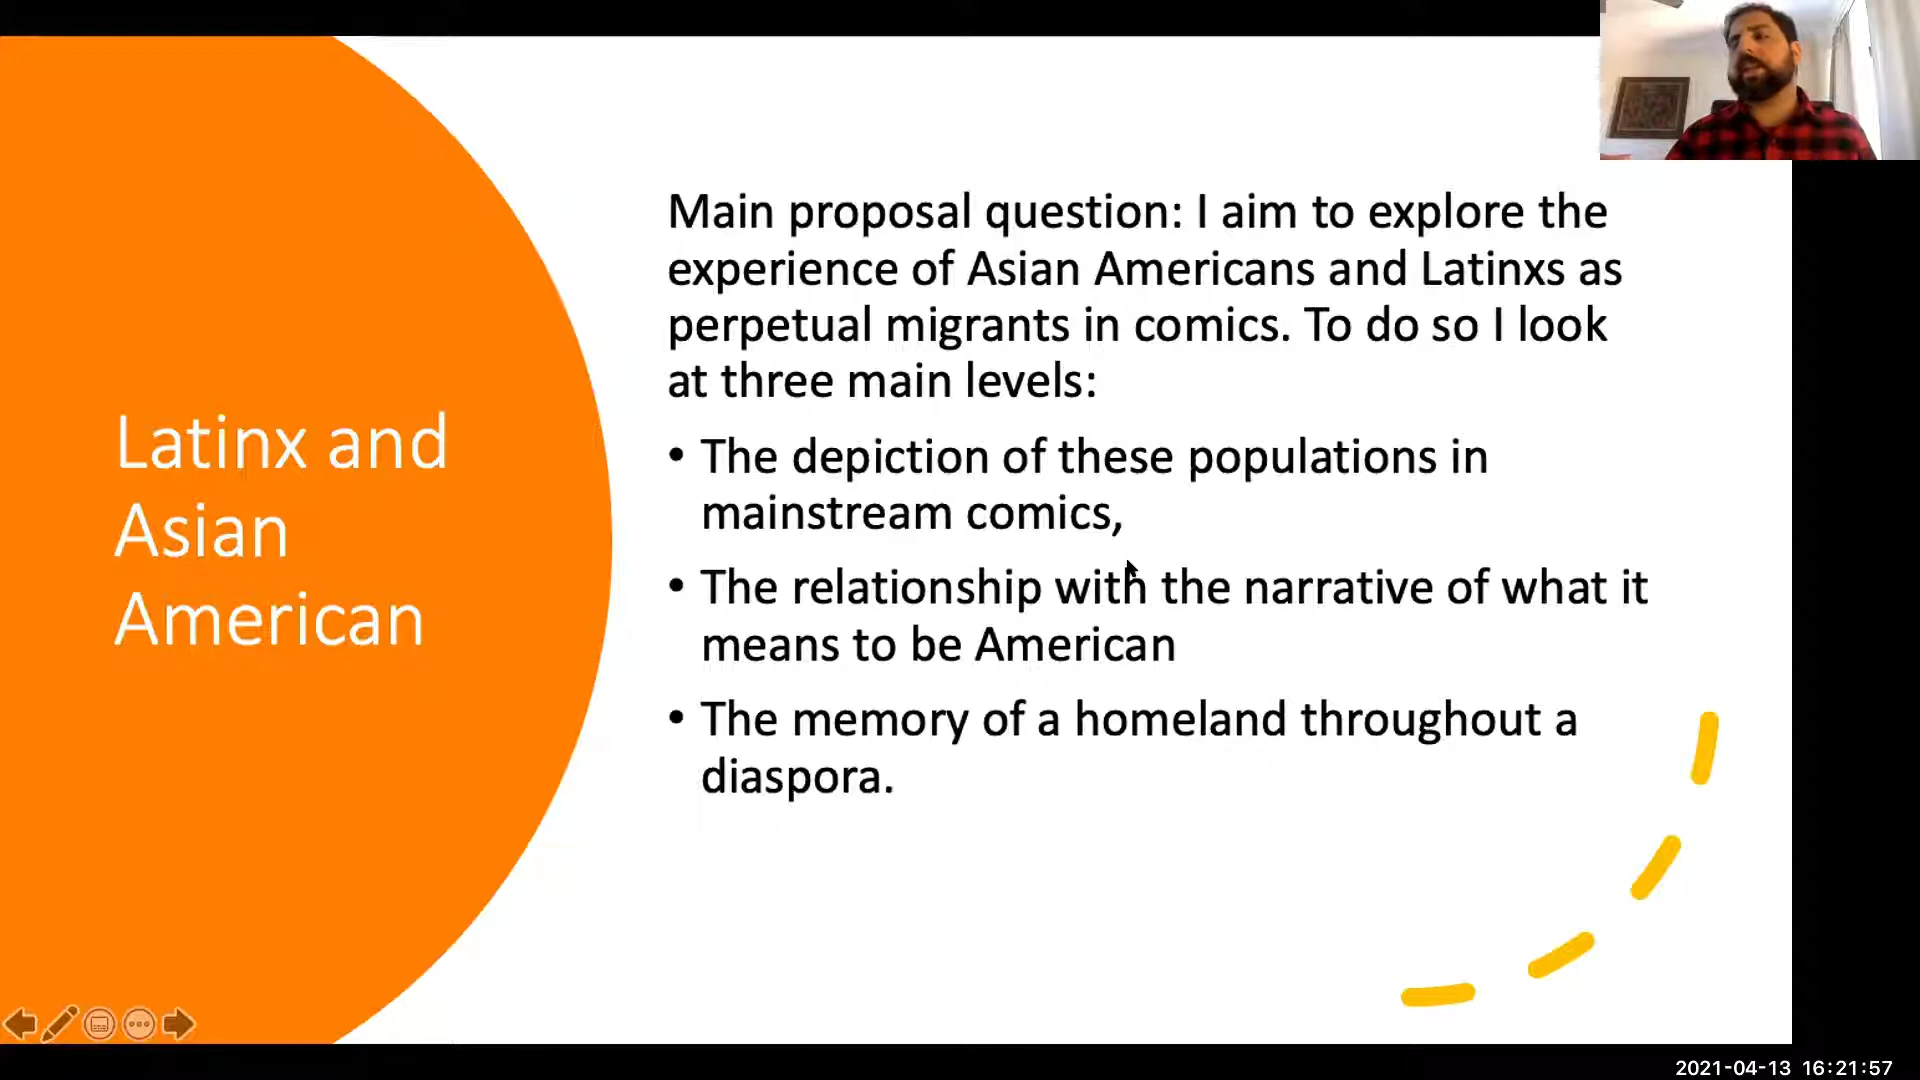 Latinx and
Asian
American
Main proposal question: I aim to explore the
experience of Asian Americans and Latinxs as
perpetual migrants in comics. To do so I look
at three main levels:
• The depiction of these populations in
mainstream comics,
• The relationship with the narrative of what it
means to be American
• The memory of a homeland throughout a
diaspora.
2021-04-13 16:21:57